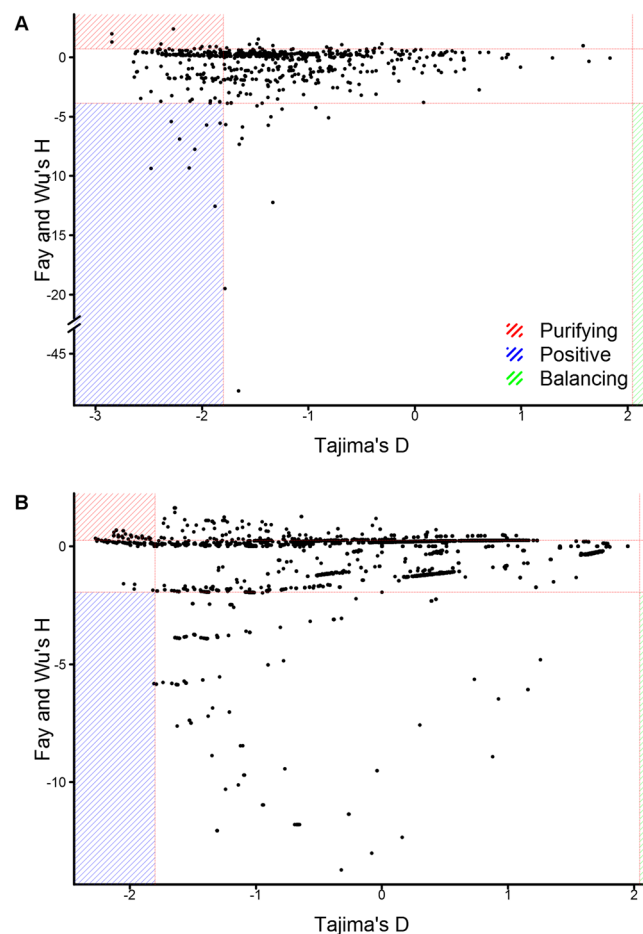 A
Fay and Wu's H
0
-5
-10
-15
-20
-45
Purifying
Positive
Balancing
-3
-2
-1
0
1
2
Tajima's D
B
Fay and Wu's H
0
-5
-10
-2
-1
0
1
2
Tajima's D